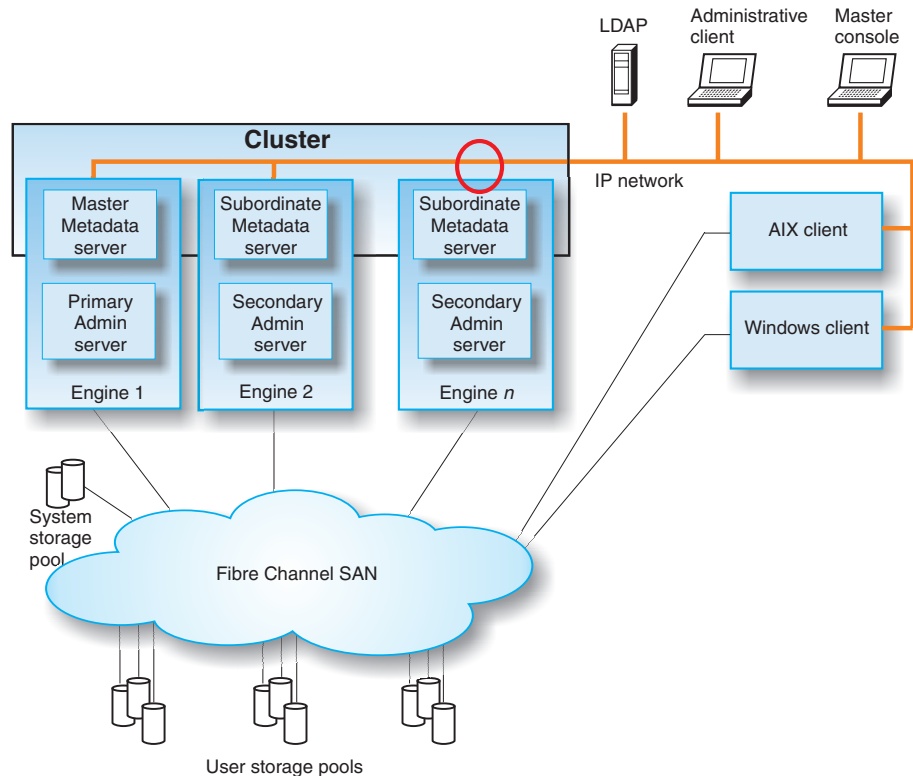 LDAP
Administrative
client
Master
console
Cluster
IP network
Master
Metadata
server
Subordinate
Metadata
server
Subordinate
Metadata
server
AIX client
Primary
Admin
server
Secondary
Admin
server
Secondary
Admin
server
Windows client
Engine 1
Engine 2
Engine n
System
storage
pool
Fibre Channel SAN
User storage pools